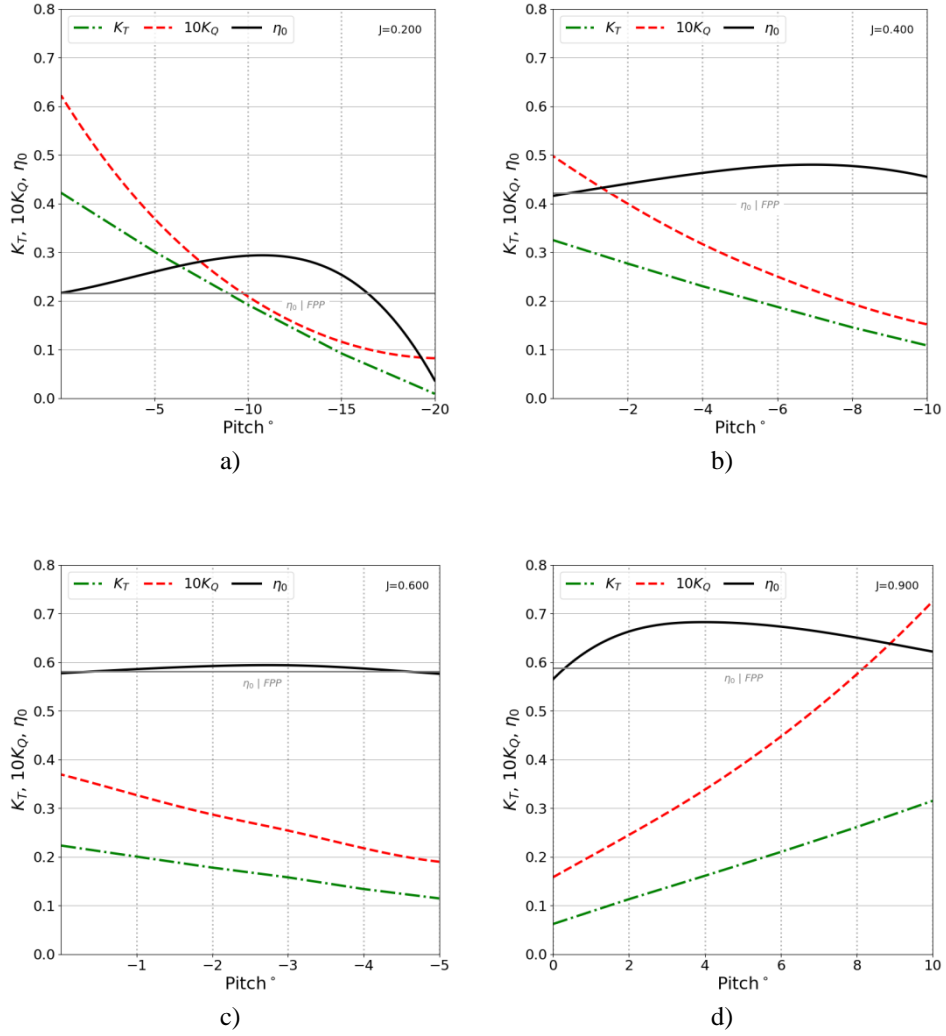 K_T 10K_Q η_0 J=0.200
0.8
0.7
0.6
0.5
0.4
0.3
0.2
0.1
0.0
K_T, 10K_Q, η_0
η_0 | FPP
−5 −10 −15 −20
Pitch°
a)
K_T 10K_Q η_0 J=0.400
0.8
0.7
0.6
0.5
0.4
0.3
0.2
0.1
0.0
K_T, 10K_Q, η_0
η_0 | FPP
−2 −4 −6 −8 −10
Pitch°
b)
K_T 10K_Q η_0 J=0.600
0.8
0.7
0.6
0.5
0.4
0.3
0.2
0.1
0.0
K_T, 10K_Q, η_0
η_0 | FPP
−1 −2 −3 −4 −5
Pitch°
c)
K_T 10K_Q η_0 J=0.900
0.8
0.7
0.6
0.5
0.4
0.3
0.2
0.1
0.0
K_T, 10K_Q, η_0
η_0 | FPP
0 2 4 6 8 10
Pitch°
d)